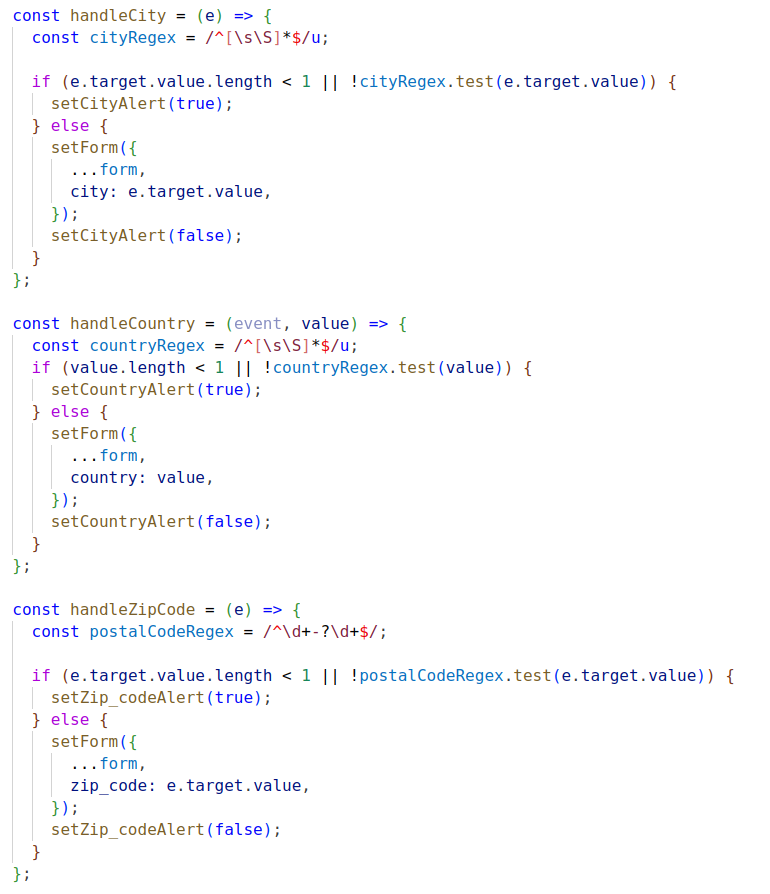 const handleCity = (e) => {
  const cityRegex = /^[\s\S]*$/u;

  if (e.target.value.length < 1 || !cityRegex.test(e.target.value)) {
    setCityAlert(true);
  } else {
    setForm({
      ...form,
      city: e.target.value,
    });
    setCityAlert(false);
  }
};

const handleCountry = (event, value) => {
  const countryRegex = /^[\s\S]*$/u;
  if (value.length < 1 || !countryRegex.test(value)) {
    setCountryAlert(true);
  } else {
    setForm({
      ...form,
      country: value,
    });
    setCountryAlert(false);
  }
};

const handleZipCode = (e) => {
  const postalCodeRegex = /^\d+-?\d+$/;

  if (e.target.value.length < 1 || !postalCodeRegex.test(e.target.value)) {
    setZip_codeAlert(true);
  } else {
    setForm({
      ...form,
      zip_code: e.target.value,
    });
    setZip_codeAlert(false);
  }
};